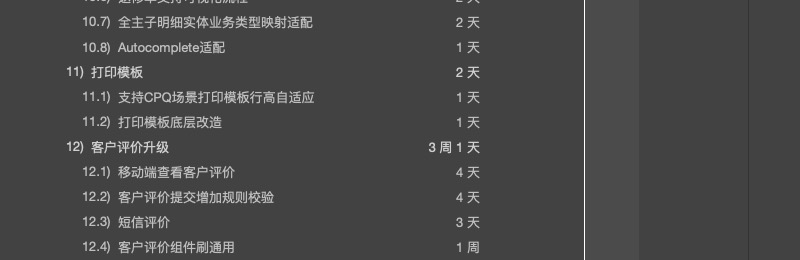 10.7) 全主子明细实体业务类型映射适配 2 天
10.8) Autocomplete适配 1 天
11) 打印模板 2 天
11.1) 支持CPQ场景打印模板行高自适应 1 天
11.2) 打印模板底层改造 1 天
12) 客户评价升级 3 周 1 天
12.1) 移动端查看客户评价 4 天
12.2) 客户评价提交增加规则校验 4 天
12.3) 短信评价 3 天
12.4) 客户评价组件刷通用 1 周